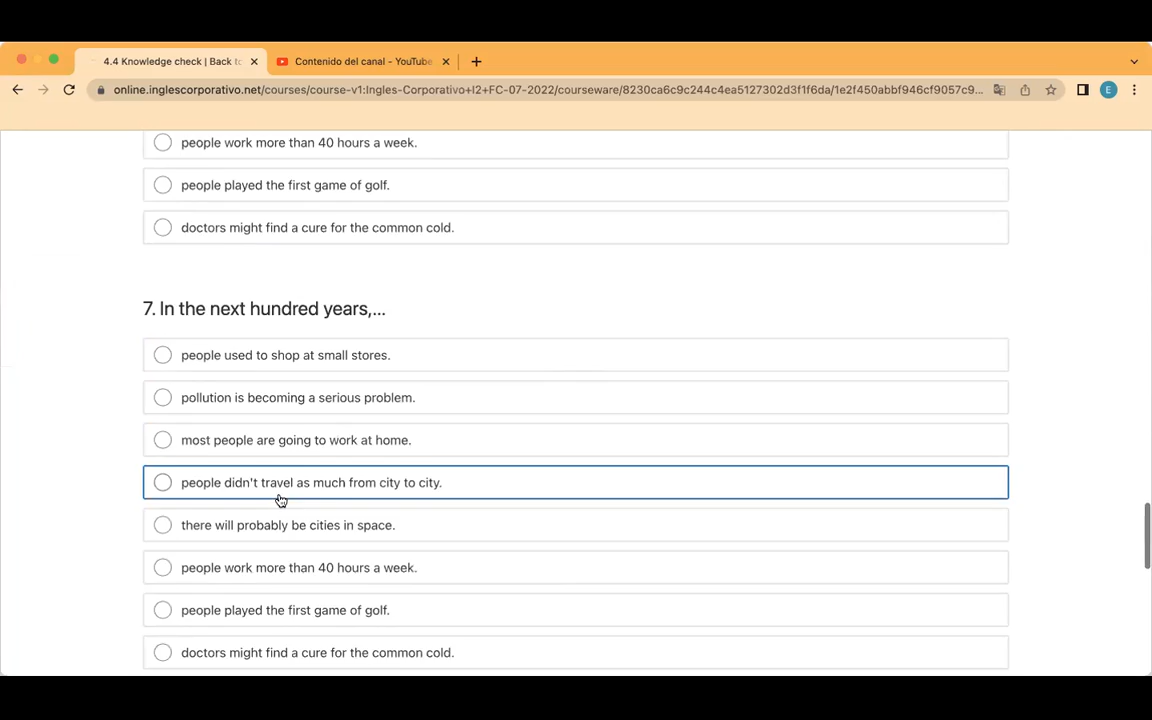 4.4 Knowledge check | Back to
Contenido del canal - YouTube
online.inglescorporativo.net/courses/course-v1:Ingles-Corporativo+I2+FC-07-2022/courseware/8230ca6c9c244c4ea5127302d3f1f6da/1e2f450abbf946cf9057c9...
E
people work more than 40 hours a week.
people played the first game of golf.
doctors might find a cure for the common cold.
7. In the next hundred years,...
people used to shop at small stores.
pollution is becoming a serious problem.
most people are going to work at home.
people didn't travel as much from city to city.
there will probably be cities in space.
people work more than 40 hours a week.
people played the first game of golf.
doctors might find a cure for the common cold.